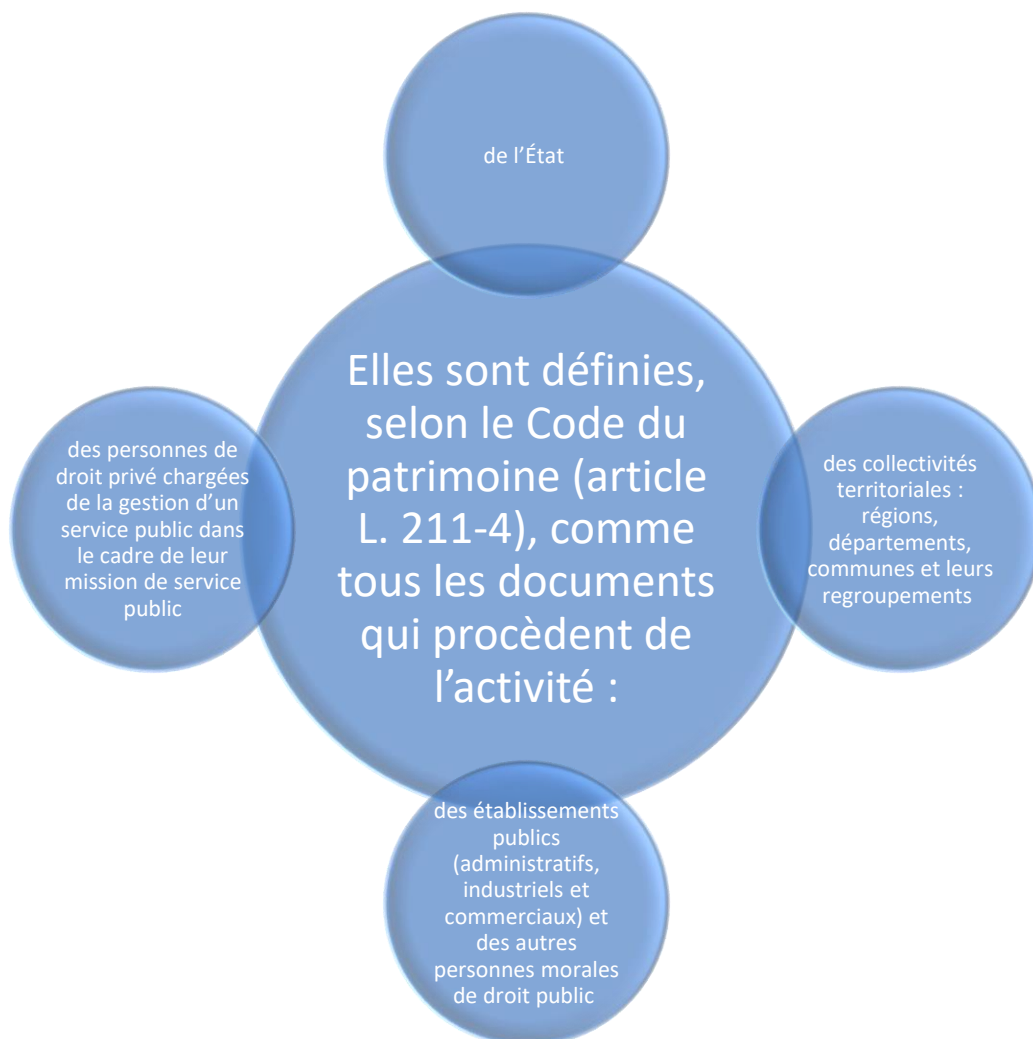 de l’État
Elles sont définies,
selon le Code du
patrimoine (article
L. 211-4), comme
tous les documents
qui procèdent de
l’activité :
des personnes de
droit privé chargées
de la gestion d’un
service public dans
le cadre de leur
mission de service
public
des collectivités
territoriales :
régions,
départements,
communes et leurs
regroupements
des établissements
publics
(administratifs,
industriels et
commerciaux) et
des autres
personnes morales
de droit public